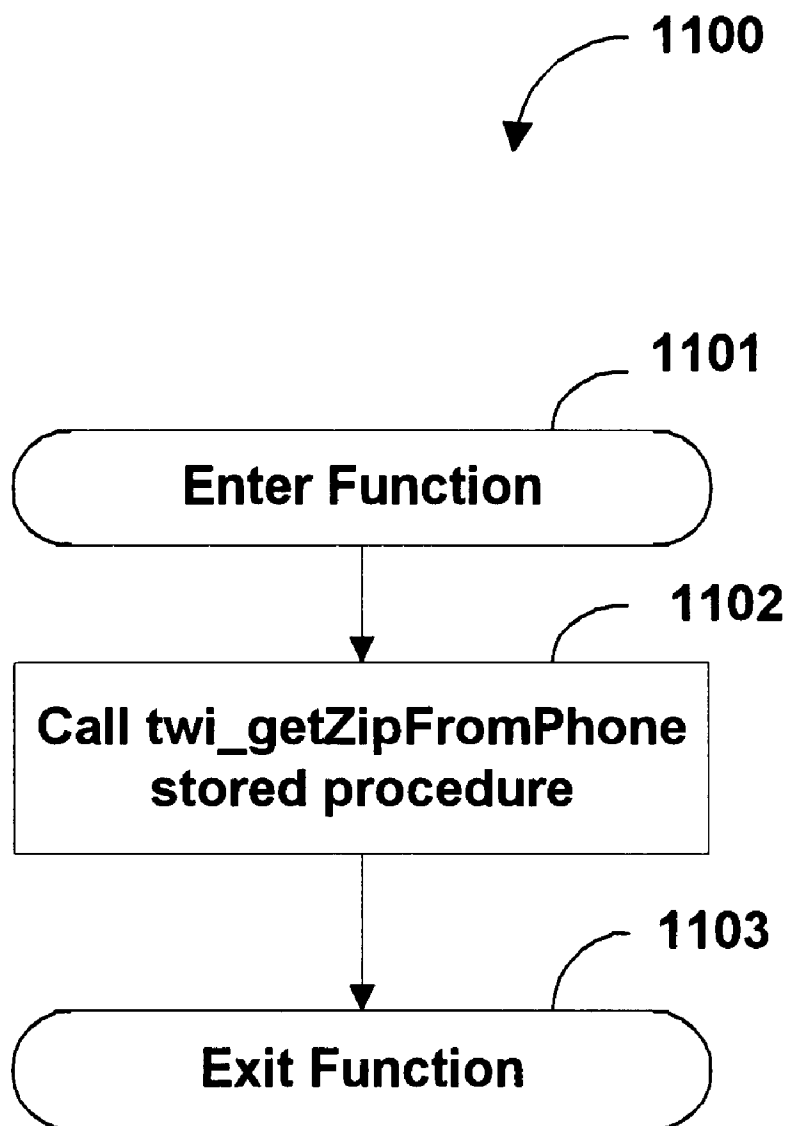 1100
1101
Enter Function
1102
Call twi_getZipFromPhone
stored procedure
1103
Exit Function